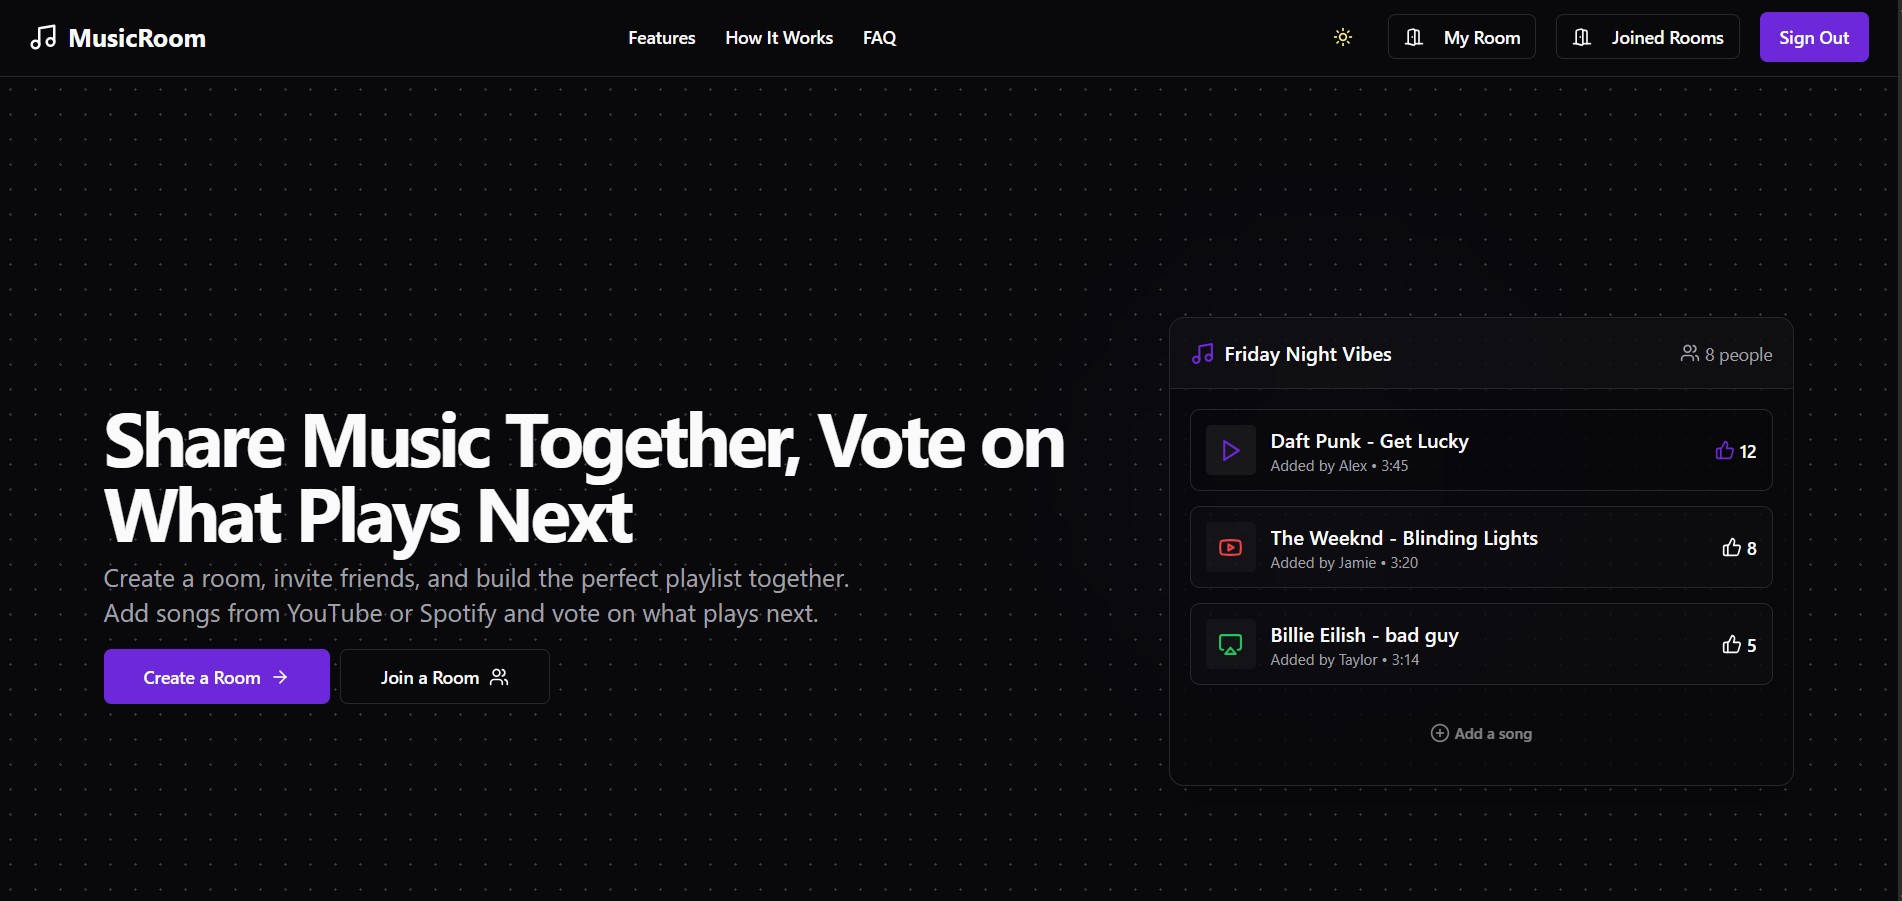 MusicRoom
Features
How It Works
FAQ
My Room
Joined Rooms
Sign Out
Share Music Together, Vote on
What Plays Next
Create a room, invite friends, and build the perfect playlist together.
Add songs from YouTube or Spotify and vote on what plays next.
Create a Room
Join a Room
Friday Night Vibes
8 people
Daft Punk - Get Lucky
12
Added by Alex • 3:45
The Weeknd - Blinding Lights
8
Added by Jamie • 3:20
Billie Eilish - bad guy
5
Added by Taylor • 3:14
Add a song